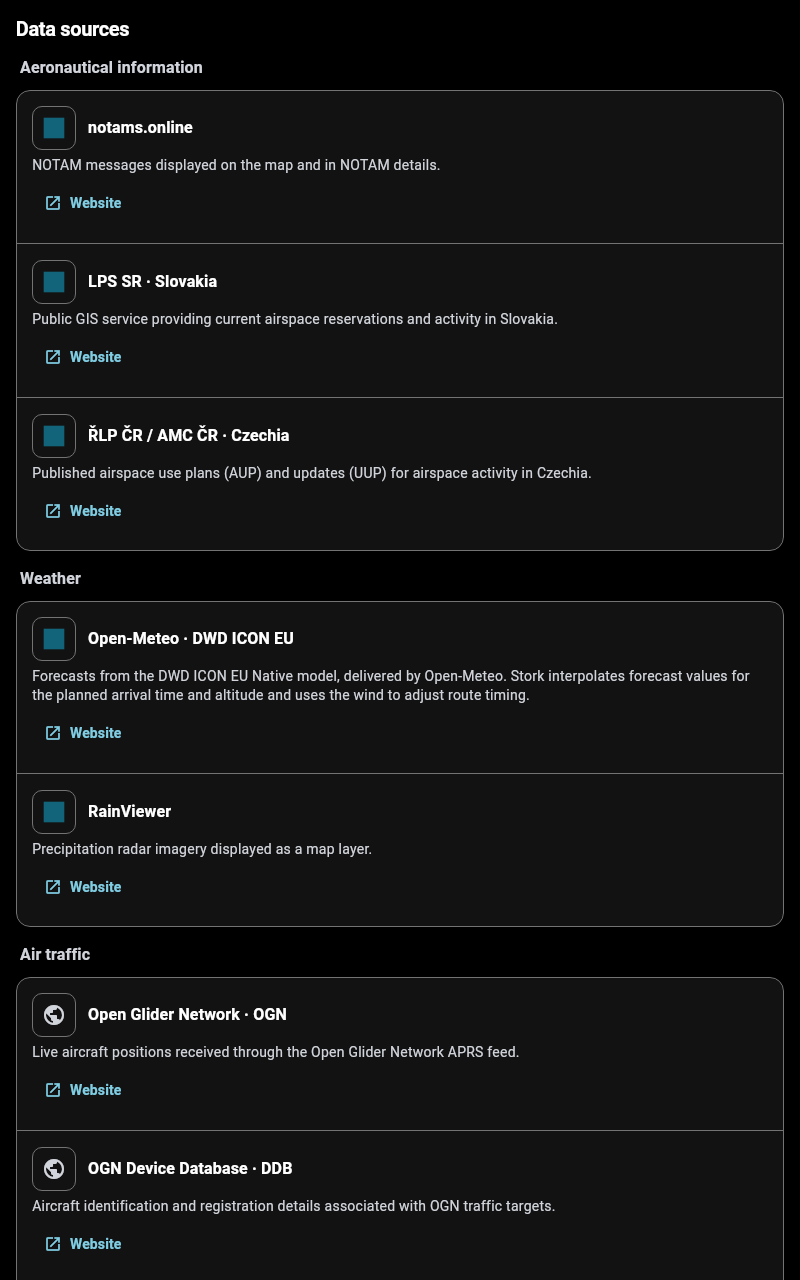 Data sources
Aeronautical information
notams.online
NOTAM messages displayed on the map and in NOTAM details.
Website
LPS SR · Slovakia
Public GIS service providing current airspace reservations and activity in Slovakia.
Website
ŘLP ČR / AMC ČR · Czechia
Published airspace use plans (AUP) and updates (UUP) for airspace activity in Czechia.
Website
Weather
Open-Meteo · DWD ICON EU
Forecasts from the DWD ICON EU Native model, delivered by Open-Meteo. Stork interpolates forecast values for
the planned arrival time and altitude and uses the wind to adjust route timing.
Website
RainViewer
Precipitation radar imagery displayed as a map layer.
Website
Air traffic
Open Glider Network · OGN
Live aircraft positions received through the Open Glider Network APRS feed.
Website
OGN Device Database · DDB
Aircraft identification and registration details associated with OGN traffic targets.
Website